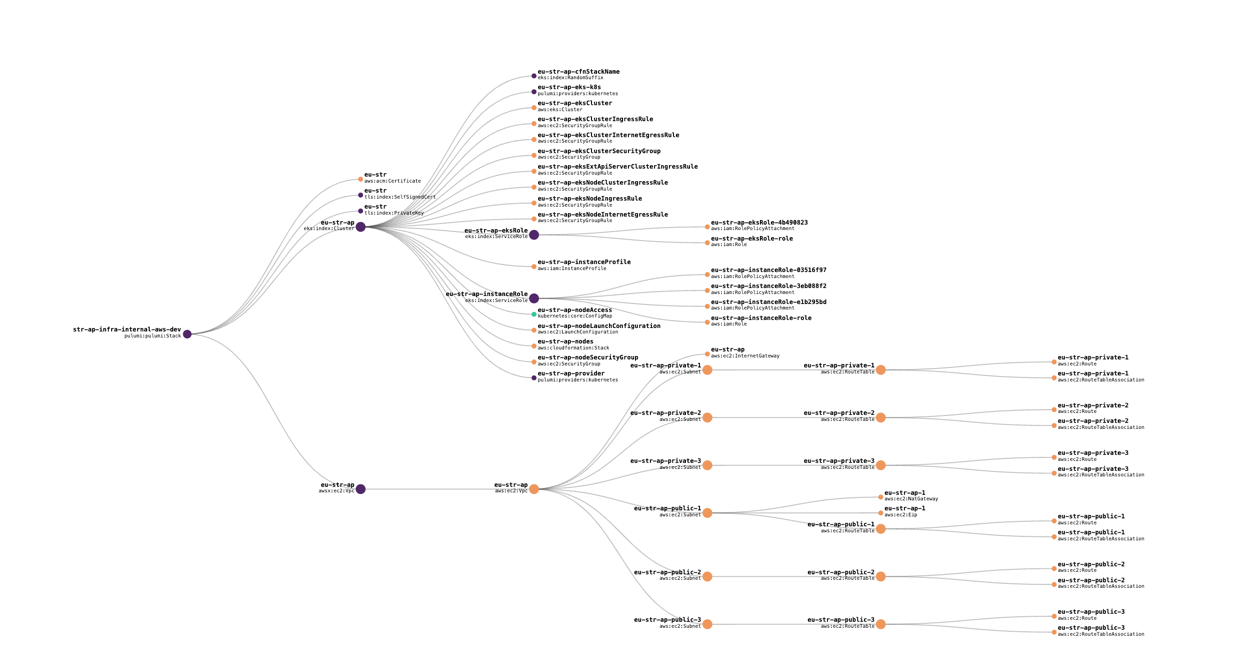 eu-str-ap-cfnStackName
eks:index:RandomSuffix
eu-str-ap-eks-k8s
pulumi:providers:kubernetes
eu-str-ap-eksCluster
aws:eks:Cluster
eu-str-ap-eksClusterIngressRule
aws:ec2:SecurityGroupRule
eu-str-ap-eksClusterInternetEgressRule
aws:ec2:SecurityGroupRule
eu-str-ap-eksClusterSecurityGroup
aws:ec2:SecurityGroup
eu-str-ap-eksExtApiServerClusterIngressRule
aws:ec2:SecurityGroupRule
eu-str
aws:acm:Certificate
eu-str-ap-eksNodeClusterIngressRule
aws:ec2:SecurityGroupRule
eu-str
tls:index:SelfSignedCert
eu-str-ap-eksNodeIngressRule
aws:ec2:SecurityGroupRule
eu-str
tls:index:PrivateKey
eu-str-ap-eksNodeInternetEgressRule
aws:ec2:SecurityGroupRule
eu-str-ap
eks:index:Cluster
eu-str-ap-eksRole
eks:index:ServiceRole
eu-str-ap-eksRole-4b490823
aws:iam:RolePolicyAttachment
eu-str-ap-eksRole-role
aws:iam:Role
eu-str-ap-instanceProfile
aws:iam:InstanceProfile
eu-str-ap-instanceRole-03516f97
aws:iam:RolePolicyAttachment
eu-str-ap-instanceRole-3eb088f2
aws:iam:RolePolicyAttachment
eu-str-ap-instanceRole
eks:index:ServiceRole
eu-str-ap-instanceRole-e1b295bd
aws:iam:RolePolicyAttachment
eu-str-ap-nodeAccess
kubernetes:core:ConfigMap
eu-str-ap-instanceRole-role
aws:iam:Role
eu-str-ap-nodeLaunchConfiguration
aws:ec2:LaunchConfiguration
str-ap-infra-internal-aws-dev
pulumi:pulumi:Stack
eu-str-ap-nodes
aws:cloudformation:Stack
eu-str-ap
aws:ec2:InternetGateway
eu-str-ap-nodeSecurityGroup
aws:ec2:SecurityGroup
eu-str-ap-provider
pulumi:providers:kubernetes
eu-str-ap-private-1
aws:ec2:Subnet
eu-str-ap-private-1
aws:ec2:RouteTable
eu-str-ap-private-1
aws:ec2:Route
eu-str-ap-private-1
aws:ec2:RouteTableAssociation
eu-str-ap-private-2
aws:ec2:Subnet
eu-str-ap-private-2
aws:ec2:RouteTable
eu-str-ap-private-2
aws:ec2:Route
eu-str-ap-private-2
aws:ec2:RouteTableAssociation
eu-str-ap-private-3
aws:ec2:Subnet
eu-str-ap-private-3
aws:ec2:RouteTable
eu-str-ap-private-3
aws:ec2:Route
eu-str-ap-private-3
aws:ec2:RouteTableAssociation
eu-str-ap
awsx:ec2:Vpc
eu-str-ap
aws:ec2:Vpc
eu-str-ap-public-1
aws:ec2:Subnet
eu-str-ap-1
aws:ec2:NatGateway
eu-str-ap-1
aws:ec2:Eip
eu-str-ap-public-1
aws:ec2:RouteTable
eu-str-ap-public-1
aws:ec2:Route
eu-str-ap-public-1
aws:ec2:RouteTableAssociation
eu-str-ap-public-2
aws:ec2:Subnet
eu-str-ap-public-2
aws:ec2:RouteTable
eu-str-ap-public-2
aws:ec2:Route
eu-str-ap-public-2
aws:ec2:RouteTableAssociation
eu-str-ap-public-3
aws:ec2:Subnet
eu-str-ap-public-3
aws:ec2:RouteTable
eu-str-ap-public-3
aws:ec2:Route
eu-str-ap-public-3
aws:ec2:RouteTableAssociation